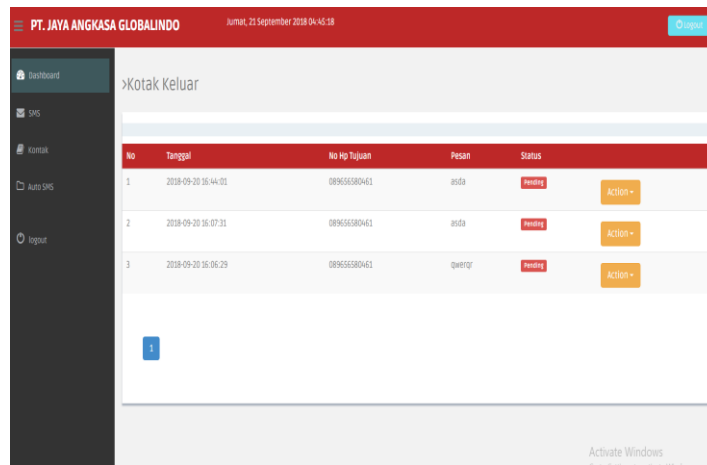 PT. JAYA ANGKASA GLOBALINDO
Jumat, 21 September 2018 04:45:18
Logout
Dashboard
SMS
Kontak
Auto SMS
logout
>Kotak Keluar
No Tanggal No Hp Tujuan Pesan Status
1 2018-09-20 16:44:01 089656580461 asda Pending Action
2 2018-09-20 16:07:31 089656580461 asda Pending Action
3 2018-09-20 16:06:29 089656580461 qwerqr Pending Action
1
Activate Windows